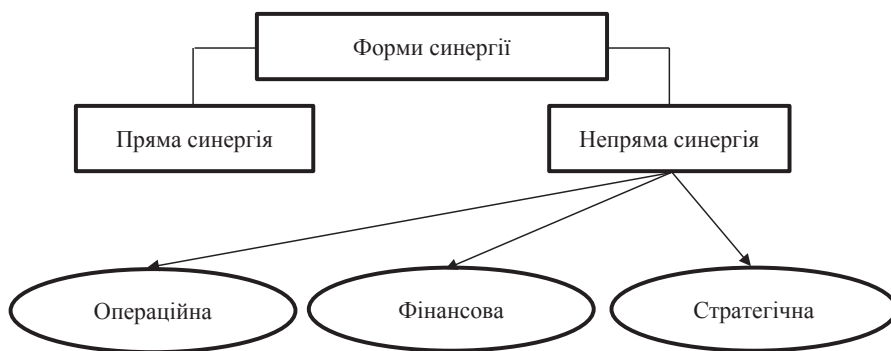 Форми синергії
Пряма синергія
Непряма синергія
Операційна
Фінансова
Стратегічна